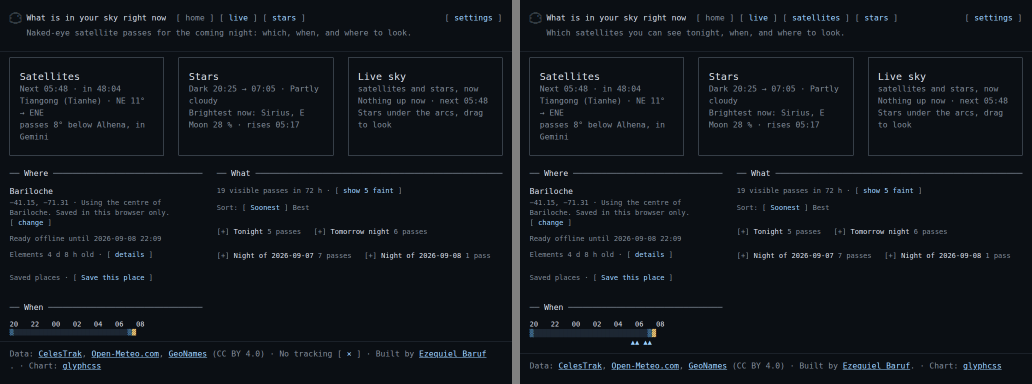 What is in your sky right now [ home ] [ live ] [ stars ] [ settings ]
Naked-eye satellite passes for the coming night: which, when, and where to look.
Satellites
Next 05:48 · in 48:04
Tiangong (Tianhe) · NE 11°
→ ENE
passes 8° below Alhena, in
Gemini
Stars
Dark 20:25 → 07:05 · Partly
cloudy
Brightest now: Sirius, E
Moon 28 % · rises 05:17
Live sky
satellites and stars, now
Nothing up now · next 05:48
Stars under the arcs, drag
to look
Where
Bariloche
−41.15, −71.31 · Using the centre of
Bariloche. Saved in this browser only.
[ change ]
Ready offline until 2026-09-08 22:09
Elements 4 d 8 h old · [ details ]
Saved places · [ Save this place ]
When
20 22 00 02 04 06 08
What
19 visible passes in 72 h · [ show 5 faint ]
Sort: [ Soonest ] Best
[+] Tonight 5 passes [+] Tomorrow night 6 passes
[+] Night of 2026-09-07 7 passes [+] Night of 2026-09-08 1 pass
Data: CelesTrak, Open-Meteo.com, GeoNames (CC BY 4.0) · No tracking [ × ] · Built by Ezequiel Baruf
. · Chart: glyphcss
What is in your sky right now [ home ] [ live ] [ satellites ] [ stars ] [ settings ]
Which satellites you can see tonight, when, and where to look.
Satellites
Next 05:48 · in 48:04
Tiangong (Tianhe) · NE 11°
→ ENE
passes 8° below Alhena, in
Gemini
Stars
Dark 20:25 → 07:05 · Partly
cloudy
Brightest now: Sirius, E
Moon 28 % · rises 05:17
Live sky
satellites and stars, now
Nothing up now · next 05:48
Stars under the arcs, drag
to look
Where
Bariloche
−41.15, −71.31 · Using the centre of
Bariloche. Saved in this browser only.
[ change ]
Ready offline until 2026-09-08 22:09
Elements 4 d 8 h old · [ details ]
Saved places · [ Save this place ]
When
20 22 00 02 04 06 08
What
19 visible passes in 72 h · [ show 5 faint ]
Sort: [ Soonest ] Best
[+] Tonight 5 passes [+] Tomorrow night 6 passes
[+] Night of 2026-09-07 7 passes [+] Night of 2026-09-08 1 pass
Data: CelesTrak, Open-Meteo.com, GeoNames (CC BY 4.0) · Built by Ezequiel Baruf. · Chart: glyphcss